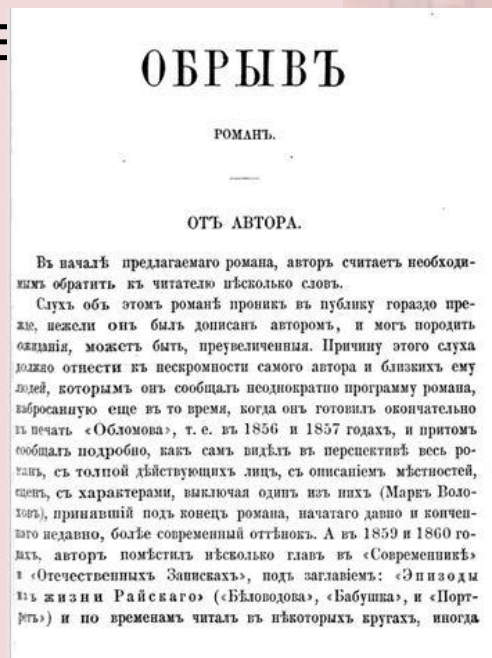 ОБРЫВЪ
РОМАНЪ.
ОТЪ АВТОРА.
Въ началѣ предлагаемаго романа, авторъ считаетъ необходи-
мымъ обратить къ читателю нѣсколько словъ.
Слухъ объ этомъ романѣ проникъ въ публику гораздо пре-
жде, нежели онъ былъ дописанъ авторомъ, и могъ породить
ожиданія, можетъ быть, преувеличенныя. Причину этого слуха
должно отнести къ нескромности самого автора и близкихъ ему
людей, которымъ онъ сообщалъ неоднократно программу романа,
набросанную еще въ то время, когда онъ готовилъ окончательно
въ печать «Обломова», т. е. въ 1856 и 1857 годахъ, и притомъ
сообщалъ подробно, какъ самъ видѣлъ въ перспективѣ весь ро-
манъ, съ толпой дѣйствующихъ лицъ, съ описаніемъ мѣстностей,
сценъ, съ характерами, выключая одинъ изъ нихъ (Маркъ Воло-
ховъ), принявшій подъ конецъ романа, начатаго давно и кончен-
наго недавно, болѣе современный оттѣнокъ. А въ 1859 и 1860 го-
дахъ, авторъ помѣстилъ нѣсколько главъ въ «Современникѣ»
и «Отечественныхъ Запискахъ», подъ заглавіемъ: «Эпизоды
изъ жизни Райскаго» («Бѣловодова», «Бабушка», и «Порт-
ретъ») и по временамъ читалъ въ нѣкоторыхъ кругахъ, иногда